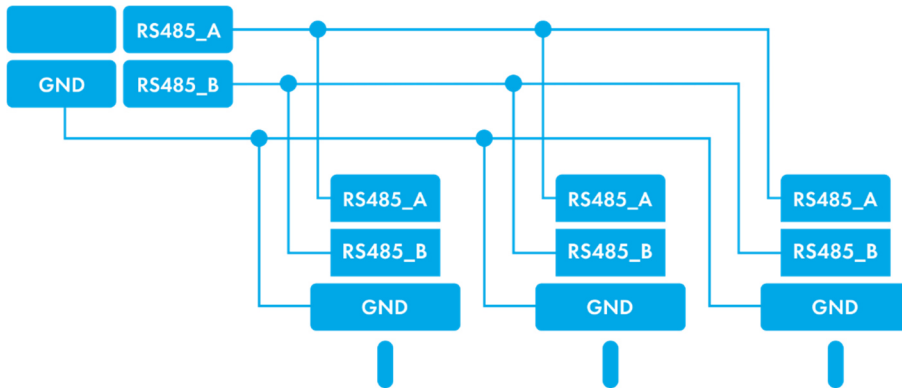 RS485_A
GND RS485_B
RS485_A RS485_A RS485_A
RS485_B RS485_B RS485_B
GND GND GND